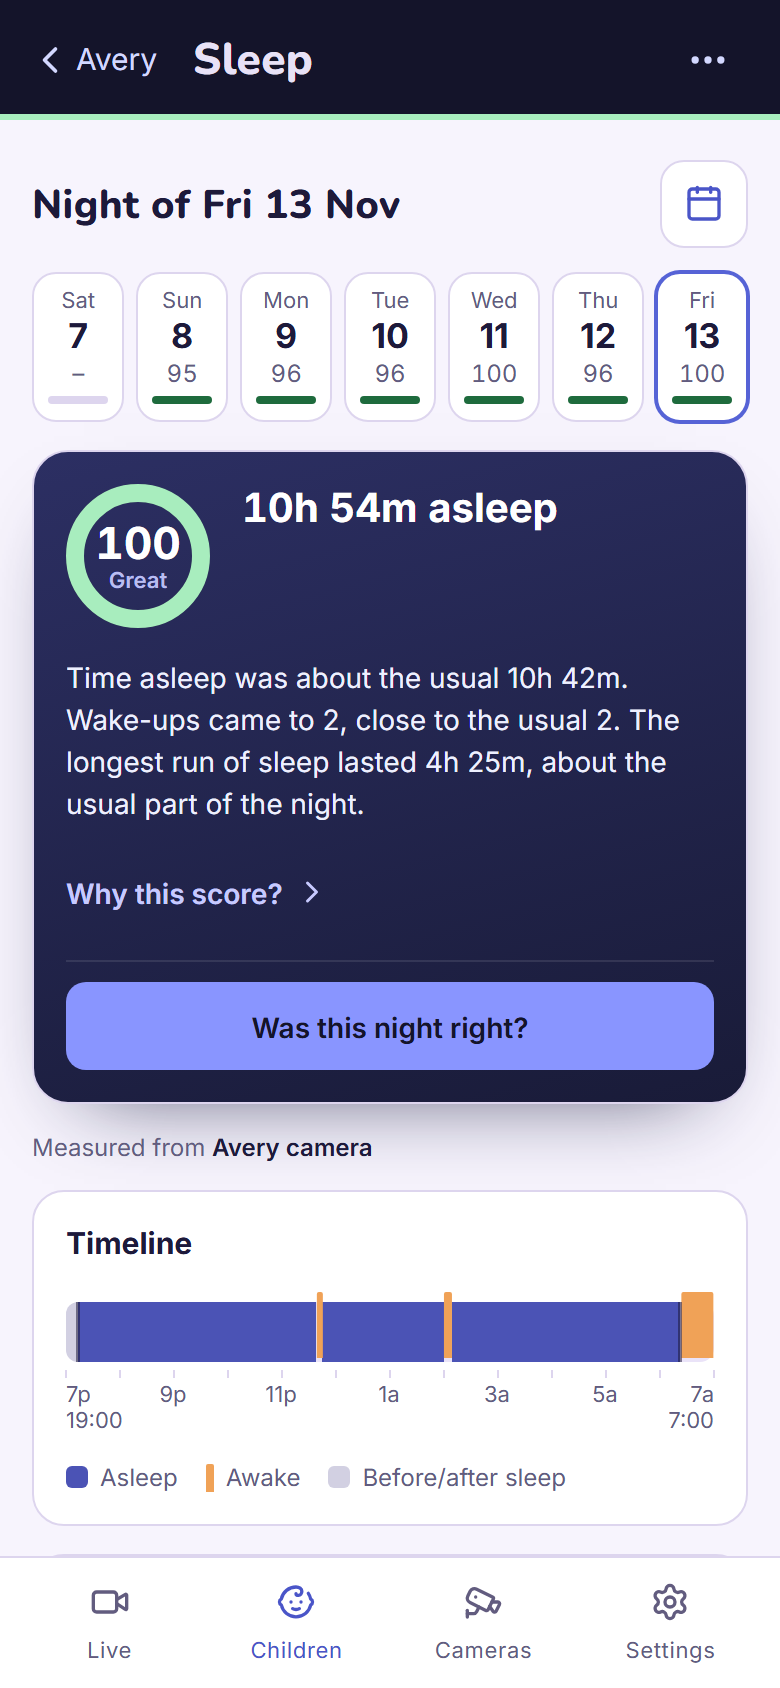 Avery Sleep
Night of Fri 13 Nov
Sat Sun Mon Tue Wed Thu Fri
7 8 9 10 11 12 13
– 95 96 96 100 96 100
100
Great
10h 54m asleep
Time asleep was about the usual 10h 42m.
Wake-ups came to 2, close to the usual 2. The
longest run of sleep lasted 4h 25m, about the
usual part of the night.
Why this score?
Was this night right?
Measured from Avery camera
Timeline
7p 9p 11p 1a 3a 5a 7a
19:00 7:00
Asleep Awake Before/after sleep
Live Children Cameras Settings